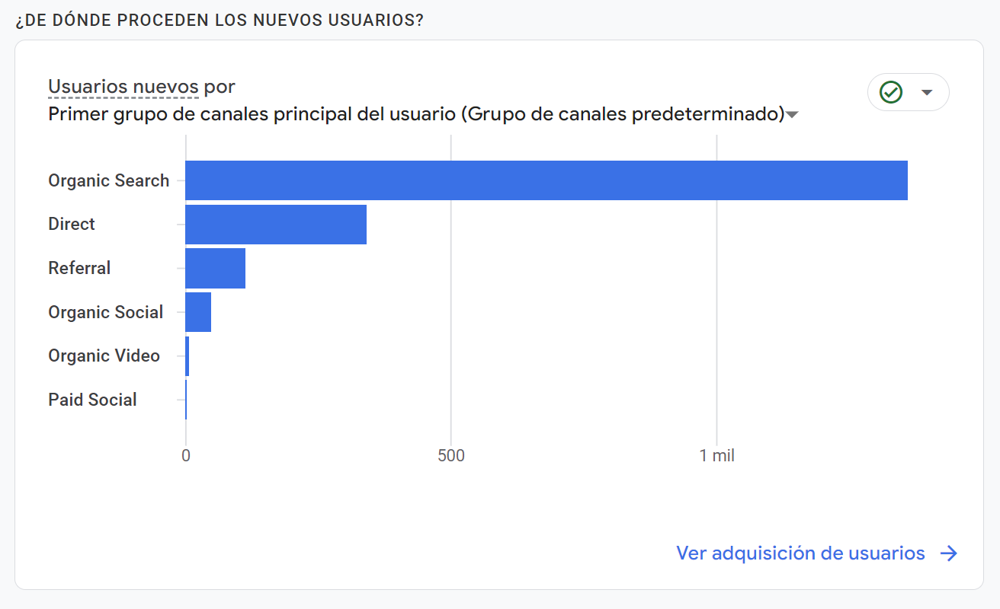 ¿DE DÓNDE PROCEDEN LOS NUEVOS USUARIOS?
Usuarios nuevos por
Primer grupo de canales principal del usuario (Grupo de canales predeterminado)
Organic Search
Direct
Referral
Organic Social
Organic Video
Paid Social
0 500 1 mil
Ver adquisición de usuarios